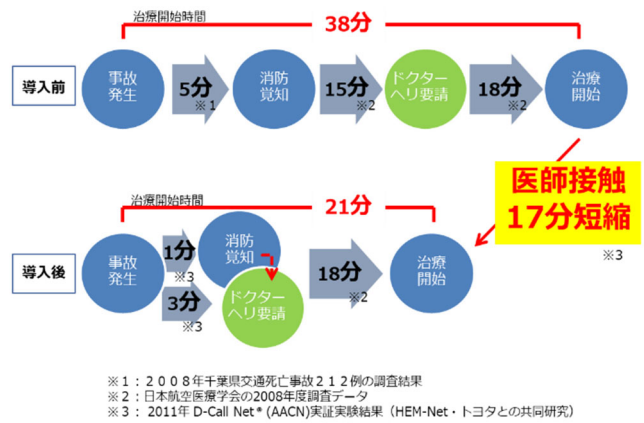 治療開始時間
38分
導入前
事故
発生
5分
※1
消防
覚知
15分
※2
ドクター
ヘリ要請
18分
※2
治療
開始
医師接触
17分短縮
※3
治療開始時間
21分
導入後
事故
発生
1分
※3
3分
※3
消防
覚知
ドクター
ヘリ要請
18分
※2
治療
開始
※1：２００８年千葉県交通死亡事故２１２例の調査結果
※2：日本航空医療学会の2008年度調査データ
※3：2011年 D-Call Net®(AACN)実証実験結果（HEM-Net・トヨタとの共同研究）